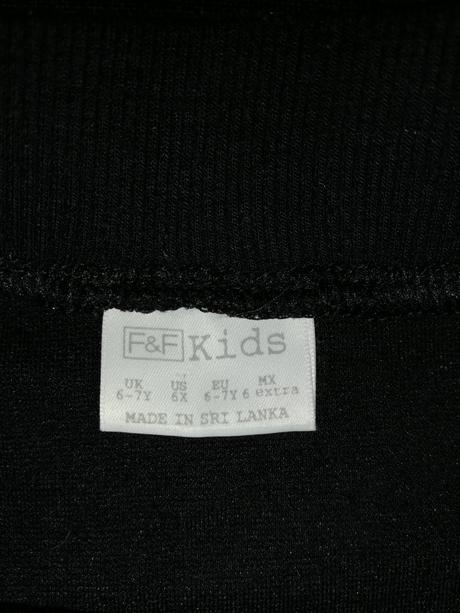 F&F Kids
UK US EU MX
6-7Y 6X 6-7Y 6 extra
MADE IN SRI LANKA